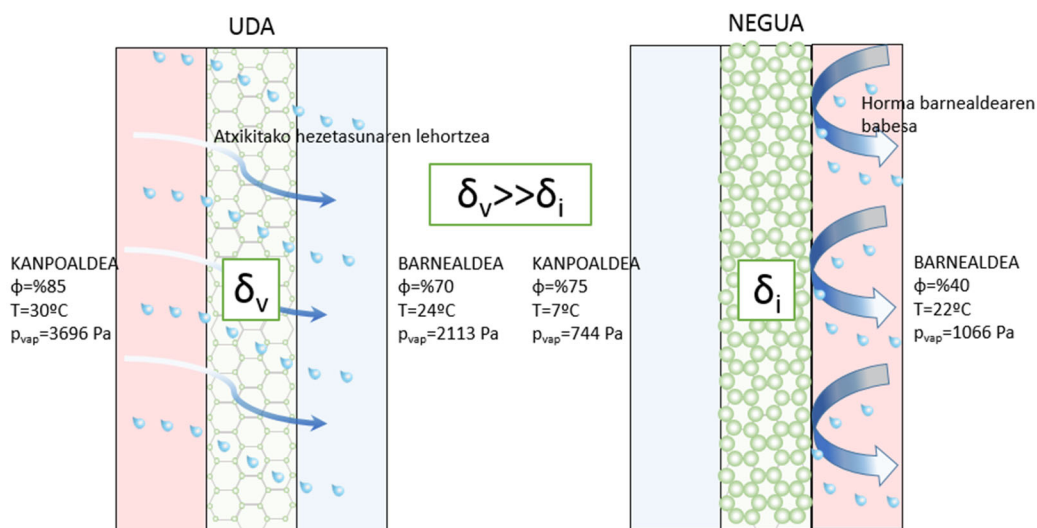 UDA
Atxikitako hezetasunaren lehortzea
KANPOALDEA
ϕ=%85
T=30ºC
pvap=3696 Pa
δv
BARNEALDEA
ϕ=%70
T=24ºC
pvap=2113 Pa
δv>>δi
NEGUA
Horma barnealdearen
babesa
KANPOALDEA
ϕ=%75
T=7ºC
pvap=744 Pa
δi
BARNEALDEA
ϕ=%40
T=22ºC
pvap=1066 Pa